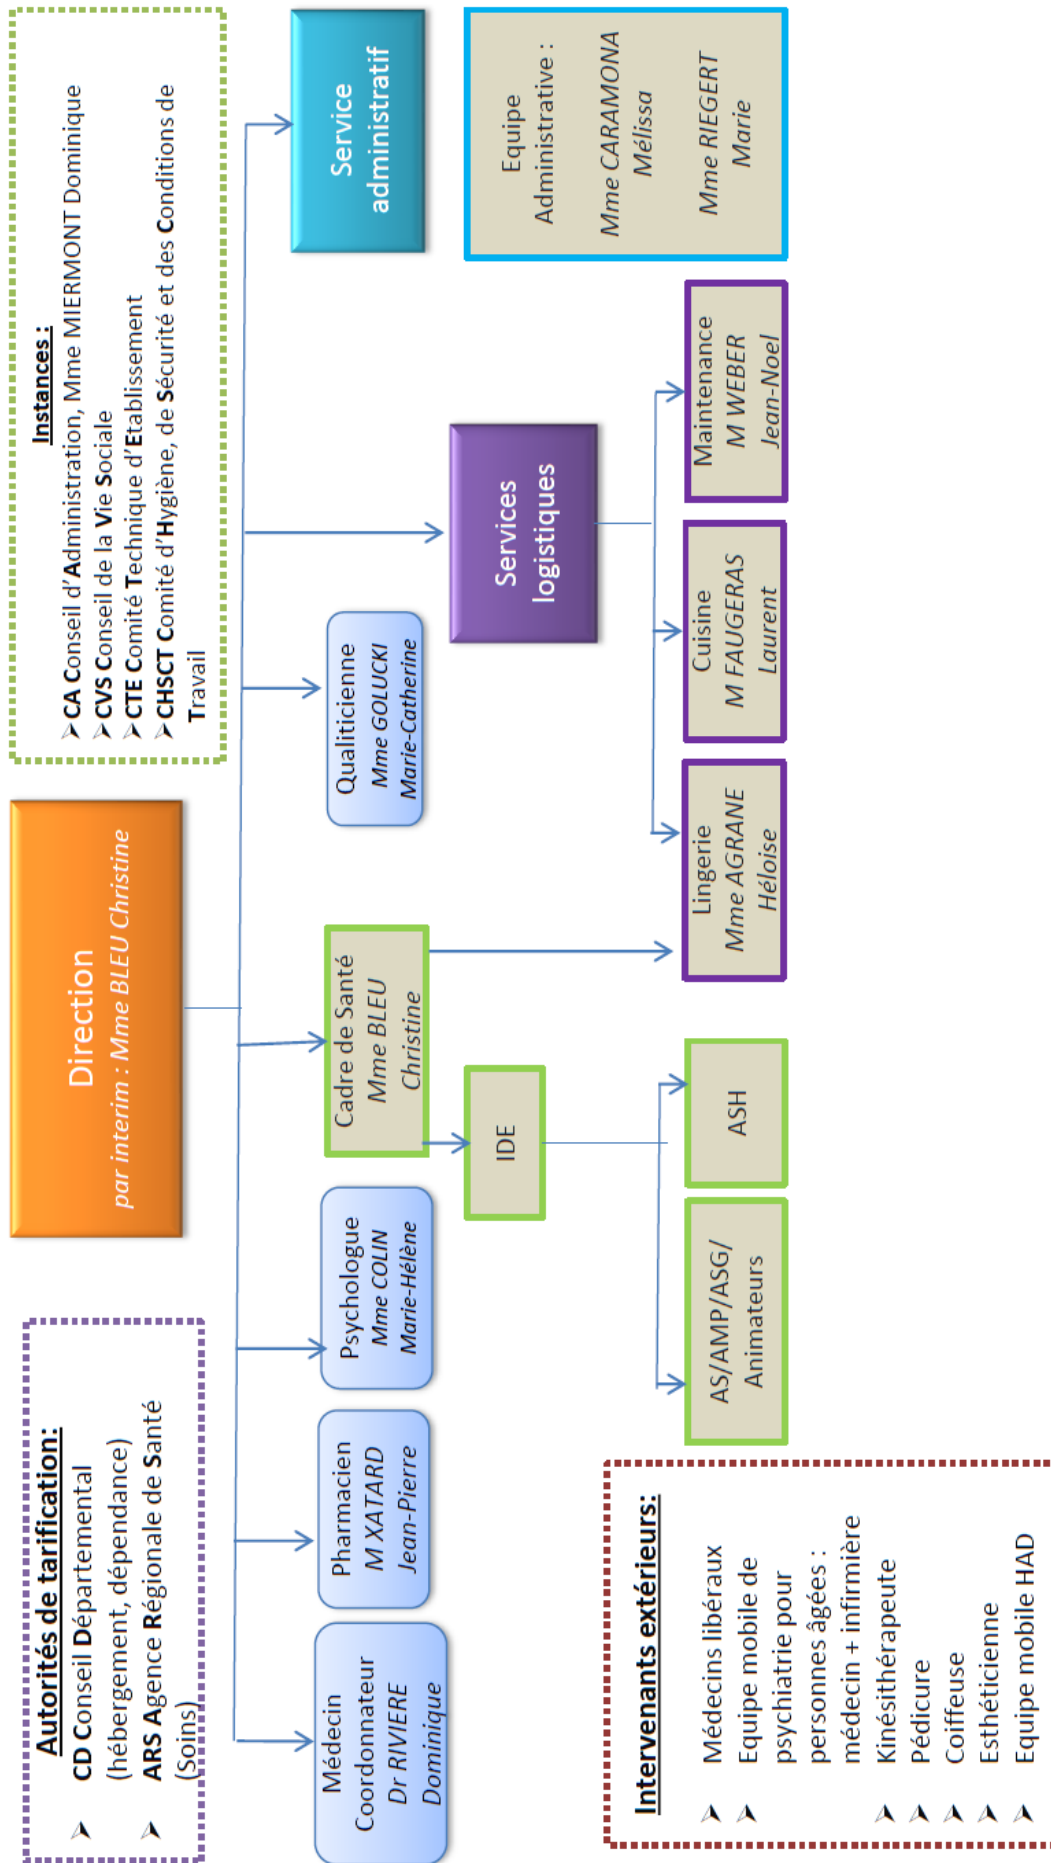 Autorités de tarification:
CD Conseil Départemental
(hébergement, dépendance)
ARS Agence Régionale de Santé
(Soins)
Direction
par interim : Mme BLEU Christine
Instances :
CA Conseil d'Administration, Mme MIERMONT Dominique
CVS Conseil de la Vie Sociale
CTE Comité Technique d'Etablissement
CHSCT Comité d'Hygiène, de Sécurité et des Conditions de
Travail
Médecin
Coordonnateur
Dr RIVIERE
Dominique
Pharmacien
M XATARD
Jean-Pierre
Psychologue
Mme COLIN
Marie-Hélène
Cadre de Santé
Mme BLEU
Christine
Qualiticienne
Mme GOLUCKI
Marie-Catherine
Service
administratif
IDE
Services
logistiques
Equipe
Administrative :
Mme CARAMONA
Mélissa
Mme RIEGERT
Marie
AS/AMP/ASG/
Animateurs
ASH
Lingerie
Mme AGRANE
Héloise
Cuisine
M FAUGERAS
Laurent
Maintenance
M WEBER
Jean-Noel
Intervenants extérieurs:
Médecins libéraux
Equipe mobile de
psychiatrie pour
personnes âgées :
médecin + infirmière
Kinésithérapeute
Pédicure
Coiffeuse
Esthéticienne
Equipe mobile HAD